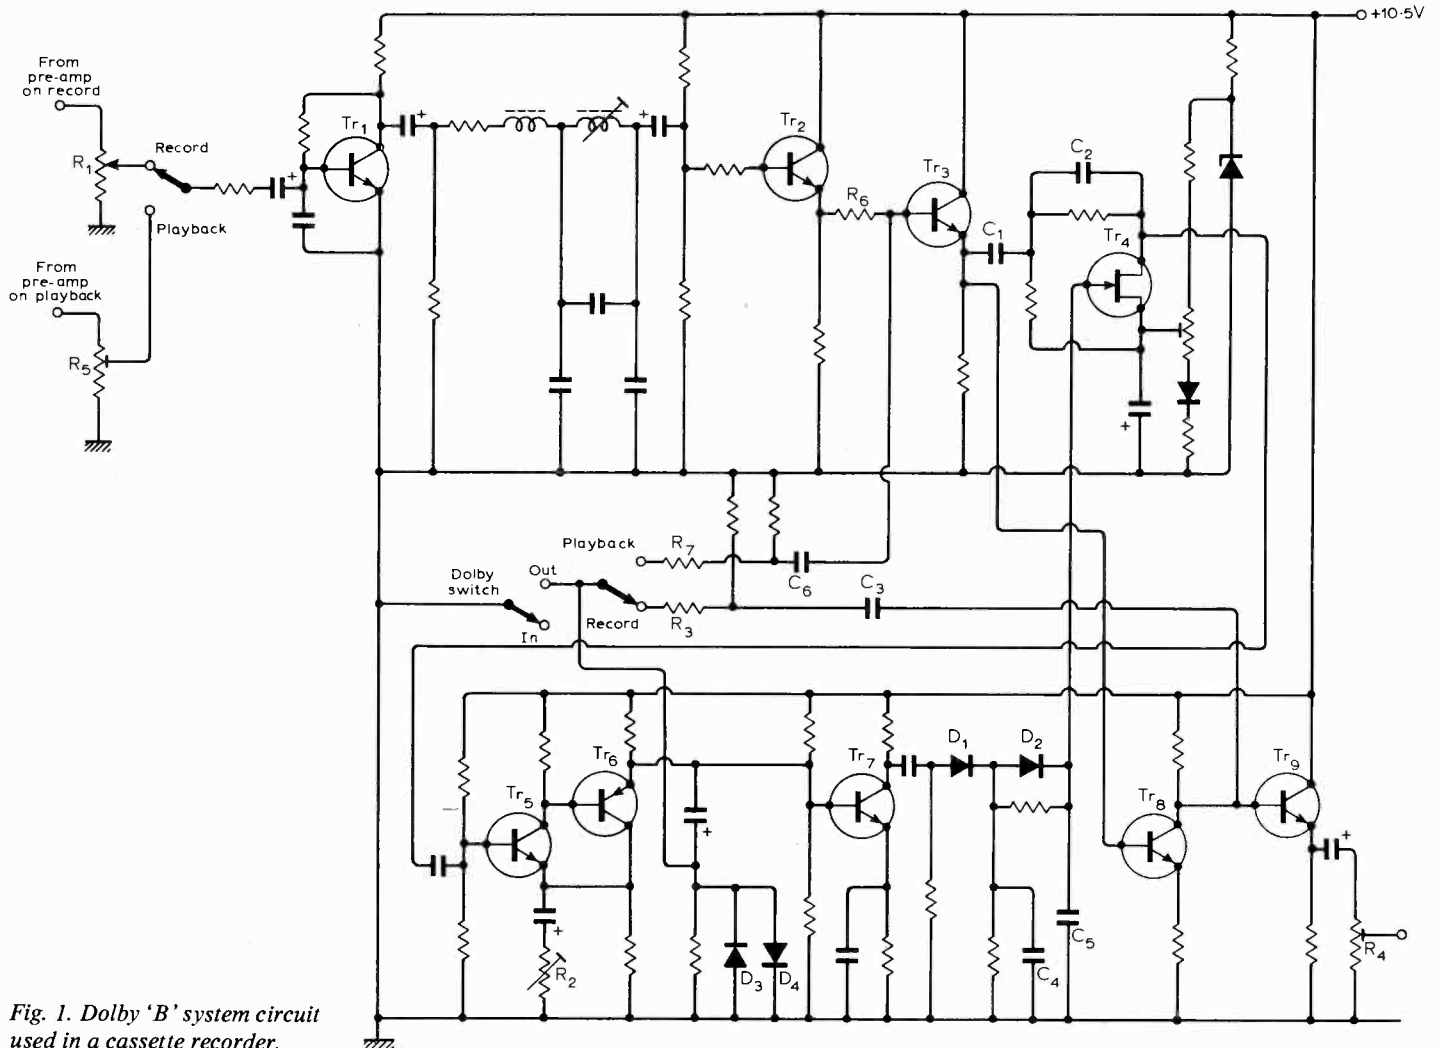 +10·5V
From
pre-amp
on record
R1
Record
Playback
From
pre-amp
on playback
R5
Tr1
+
+
+
Tr2
R6
Tr3
C1
C2
Tr4
+
Playback
R7
C6
C3
Dolby
switch
Out
In
Record
R3
Tr5
Tr6
+
+
R2
D3
D4
Tr7
D1
D2
C4
C5
Tr8
Tr9
+
R4
Fig. 1. Dolby ‘B’ system circuit
used in a cassette recorder.